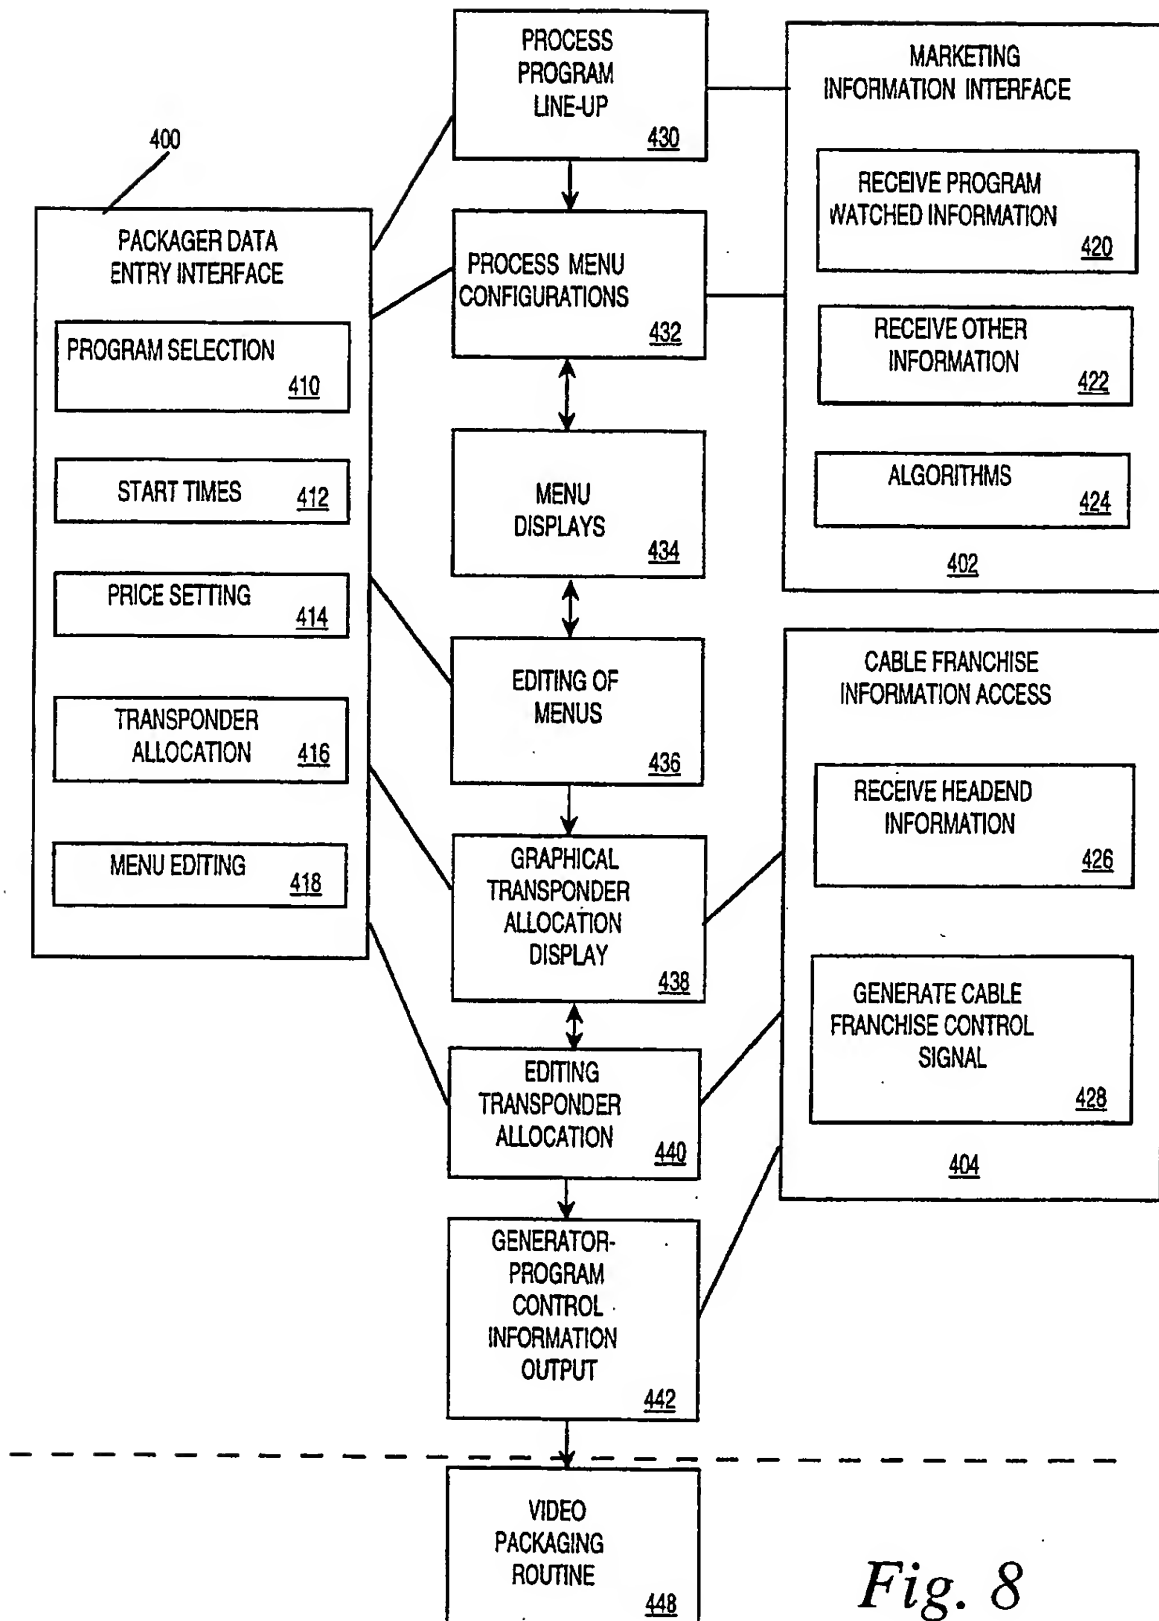 400
PACKAGER DATA
ENTRY INTERFACE
PROGRAM SELECTION
410
START TIMES 412
PRICE SETTING
414
TRANSPONDER
ALLOCATION 416
MENU EDITING 418
PROCESS
PROGRAM
LINE-UP
430
PROCESS MENU
CONFIGURATIONS
432
MENU
DISPLAYS
434
EDITING OF
MENUS
436
GRAPHICAL
TRANSPONDER
ALLOCATION
DISPLAY
438
EDITING
TRANSPONDER
ALLOCATION
440
GENERATOR-
PROGRAM
CONTROL
INFORMATION
OUTPUT
442
VIDEO
PACKAGING
ROUTINE
448
MARKETING
INFORMATION INTERFACE
RECEIVE PROGRAM
WATCHED INFORMATION
420
RECEIVE OTHER
INFORMATION
422
ALGORITHMS
424
402
CABLE FRANCHISE
INFORMATION ACCESS
RECEIVE HEADEND
INFORMATION
426
GENERATE CABLE
FRANCHISE CONTROL
SIGNAL
428
404
Fig. 8